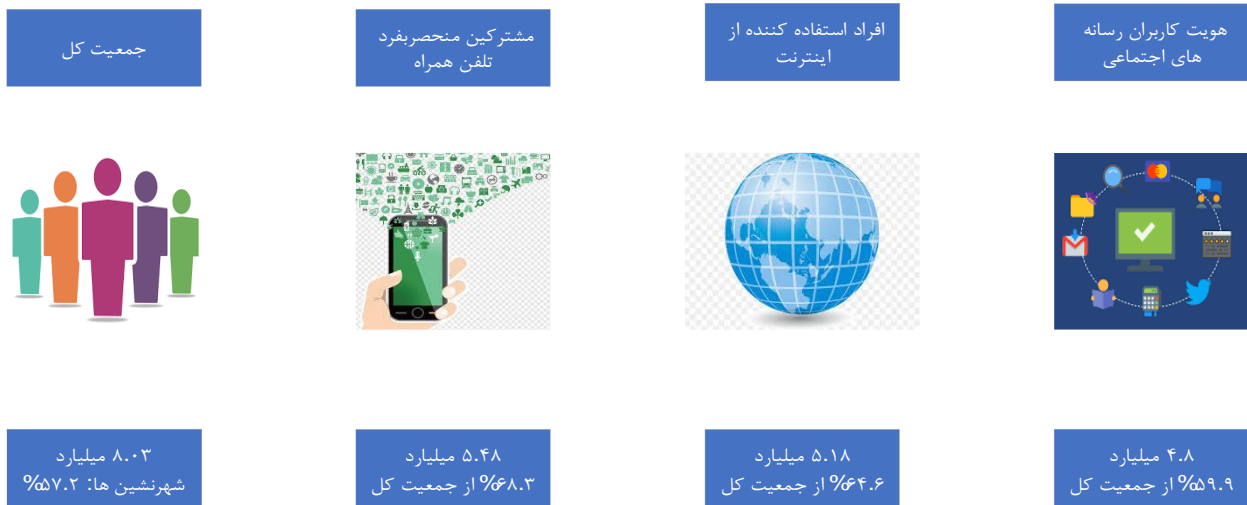 هویت کاربران رسانه
های اجتماعی
افراد استفاده کننده از
اینترنت
مشترکین منحصربفرد
تلفن همراه
جمعیت کل
۴.۸ میلیارد
%۵۹.۹ از جمعیت کل
۵.۱۸ میلیارد
%۶۴.۶ از جمعیت کل
۵.۴۸ میلیارد
%۶۸.۳ از جمعیت کل
۸.۰۳ میلیارد
شهرنشین ها: ۵۷.۲%